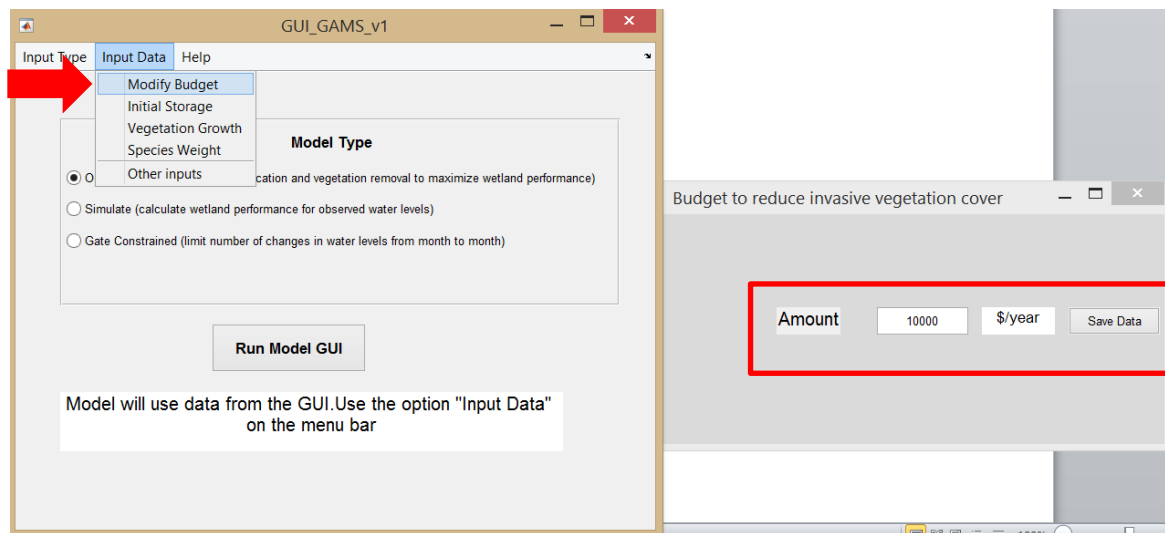 GUI_GAMS_v1
Input Type Input Data Help
Modify Budget
Initial Storage
Vegetation Growth
Species Weight
Other inputs
Model Type
O cation and vegetation removal to maximize wetland performance)
Simulate (calculate wetland performance for observed water levels)
Gate Constrained (limit number of changes in water levels from month to month)
Run Model GUI
Model will use data from the GUI.Use the option "Input Data"
on the menu bar
Budget to reduce invasive vegetation cover
Amount 10000 $/year Save Data